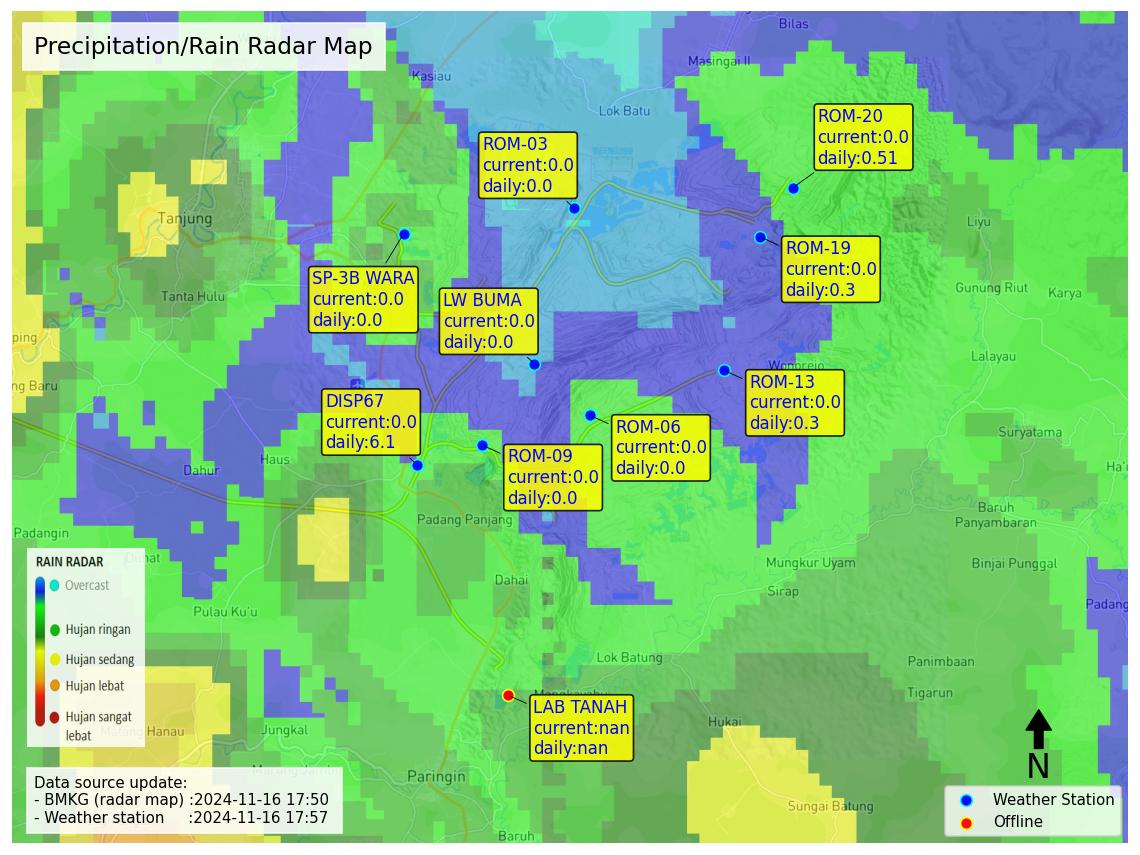 Precipitation/Rain Radar Map
Bilas
Masingai II
Kasiau
Lok Batu
ROM-20
current:0.0
daily:0.51
ROM-03
current:0.0
daily:0.0
Tanjung
Liyu
ROM-19
current:0.0
daily:0.3
SP-3B WARA
current:0.0
daily:0.0
LW BUMA
current:0.0
daily:0.0
Tanta Hulu
Gunung Riut
Karya
ping
Lalayau
Wonorejo
ng Baru
ROM-13
current:0.0
daily:0.3
DISP67
current:0.0
daily:6.1
ROM-06
current:0.0
daily:0.0
Suryatama
ROM-09
current:0.0
daily:0.0
Haus
Dahur
Ha'u
Padang Panjang
Baruh
Panyambaran
Padangin
Mungkur Uyam
Binjai Punggal
Dahai
Sirap
Padang
Pulau Ku'u
RAIN RADAR
Overcast
Hujan ringan
Hujan sedang
Hujan lebat
Hujan sangat
lebat
Lok Batung
Panimbaan
Tigarun
LAB TANAH
current:nan
daily:nan
Hukai
Matang Hanau
Jungkal
Paringin
Sungai Batung
Baruh
N
Data source update:
- BMKG (radar map) :2024-11-16 17:50
- Weather station :2024-11-16 17:57
Weather Station
Offline